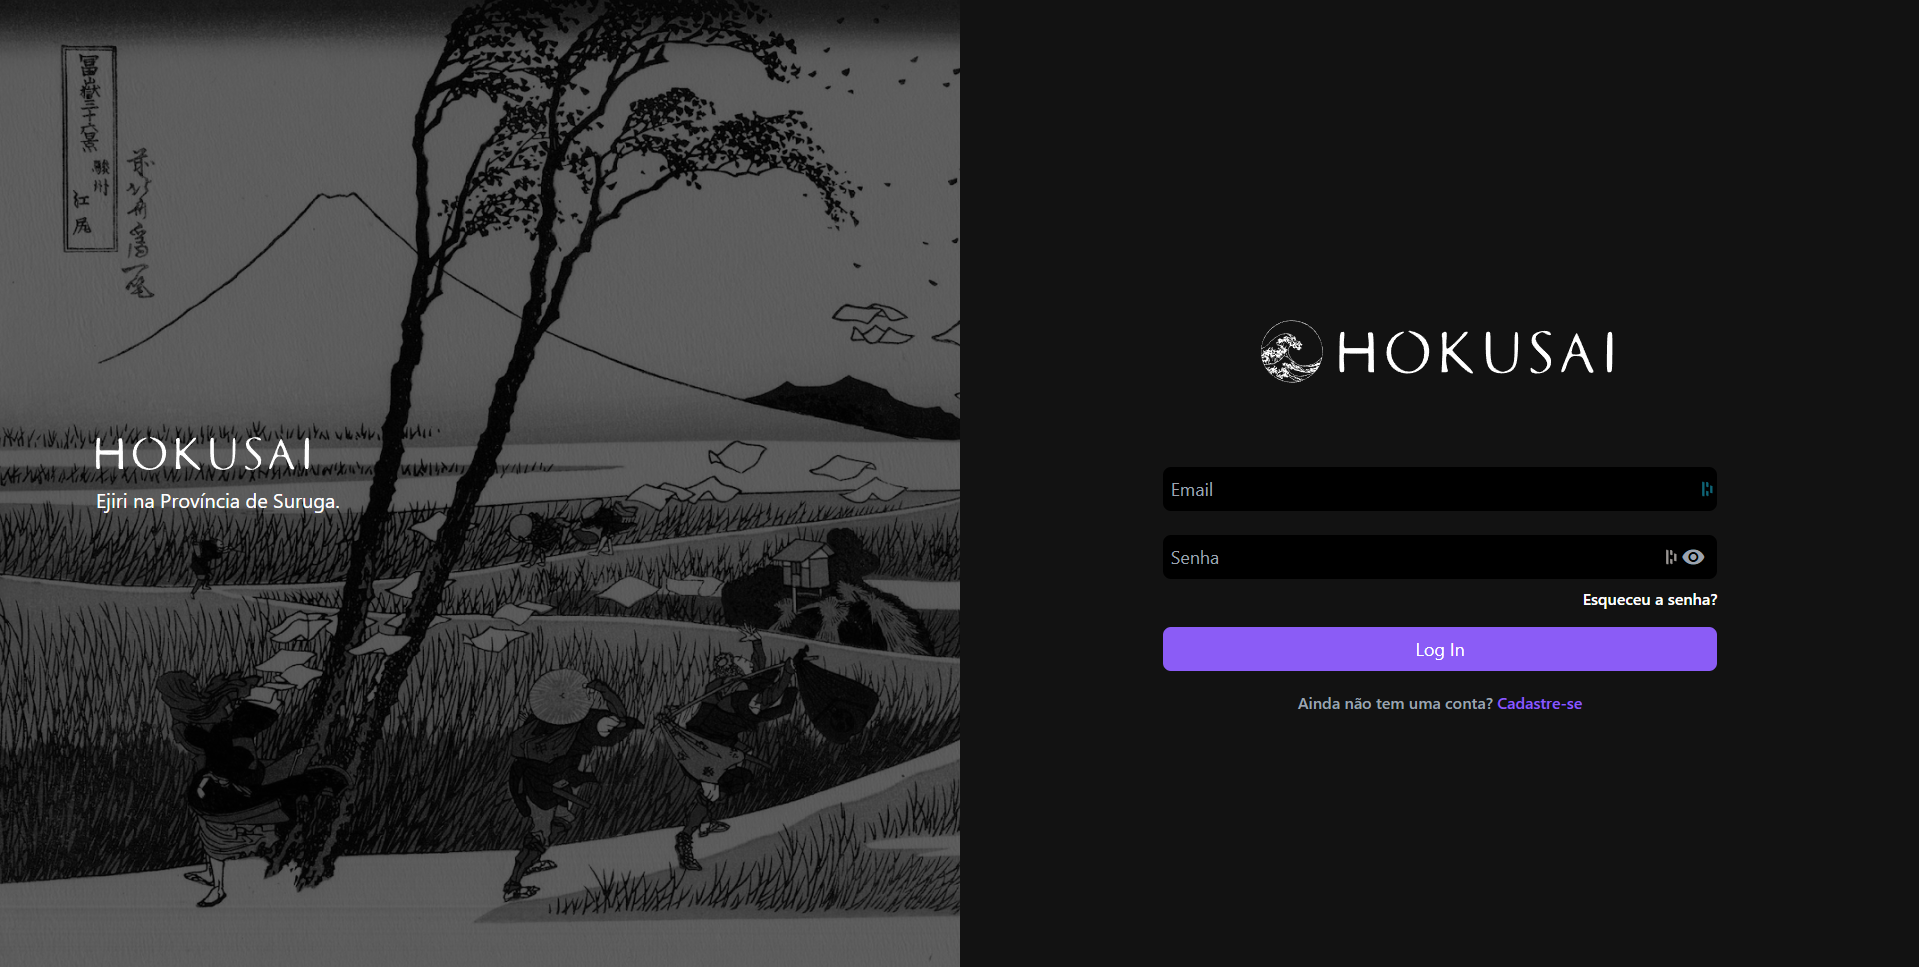 冨嶽三十六景
駿州
江尻
前北斎為一筆
HOKUSAI
Ejiri na Província de Suruga.
HOKUSAI
Email
Senha
Esqueceu a senha?
Log In
Ainda não tem uma conta? Cadastre-se